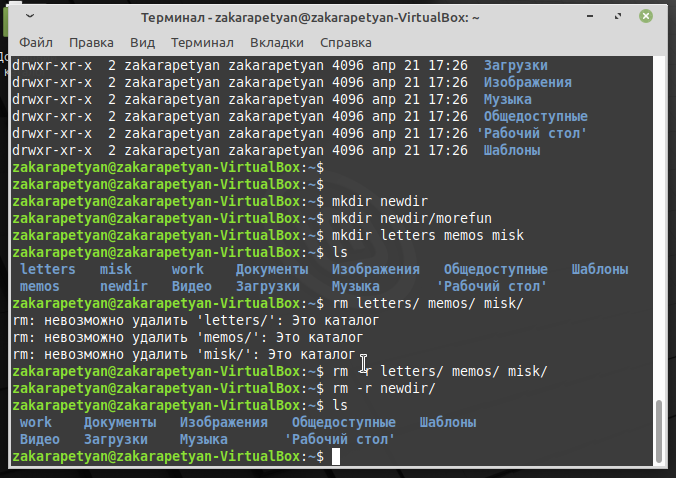 Терминал - zakarapetyan@zakarapetyan-VirtualBox: ~
Файл Правка Вид Терминал Вкладки Справка
drwxr-xr-x 2 zakarapetyan zakarapetyan 4096 апр 21 17:26 Загрузки
drwxr-xr-x 2 zakarapetyan zakarapetyan 4096 апр 21 17:26 Изображения
drwxr-xr-x 2 zakarapetyan zakarapetyan 4096 апр 21 17:26 Музыка
drwxr-xr-x 2 zakarapetyan zakarapetyan 4096 апр 21 17:26 Общедоступные
drwxr-xr-x 2 zakarapetyan zakarapetyan 4096 апр 21 17:26 'Рабочий стол'
drwxr-xr-x 2 zakarapetyan zakarapetyan 4096 апр 21 17:26 Шаблоны
zakarapetyan@zakarapetyan-VirtualBox:~$
zakarapetyan@zakarapetyan-VirtualBox:~$
zakarapetyan@zakarapetyan-VirtualBox:~$ mkdir newdir
zakarapetyan@zakarapetyan-VirtualBox:~$ mkdir newdir/morefun
zakarapetyan@zakarapetyan-VirtualBox:~$ mkdir letters memos misk
zakarapetyan@zakarapetyan-VirtualBox:~$ ls
letters misk work Документы Изображения Общедоступные Шаблоны
memos newdir Видео Загрузки Музыка 'Рабочий стол'
zakarapetyan@zakarapetyan-VirtualBox:~$ rm letters/ memos/ misk/
rm: невозможно удалить 'letters/': Это каталог
rm: невозможно удалить 'memos/': Это каталог
rm: невозможно удалить 'misk/': Это каталог
zakarapetyan@zakarapetyan-VirtualBox:~$ rm -r letters/ memos/ misk/
zakarapetyan@zakarapetyan-VirtualBox:~$ rm -r newdir/
zakarapetyan@zakarapetyan-VirtualBox:~$ ls
work Документы Изображения Общедоступные Шаблоны
Видео Загрузки Музыка 'Рабочий стол'
zakarapetyan@zakarapetyan-VirtualBox:~$